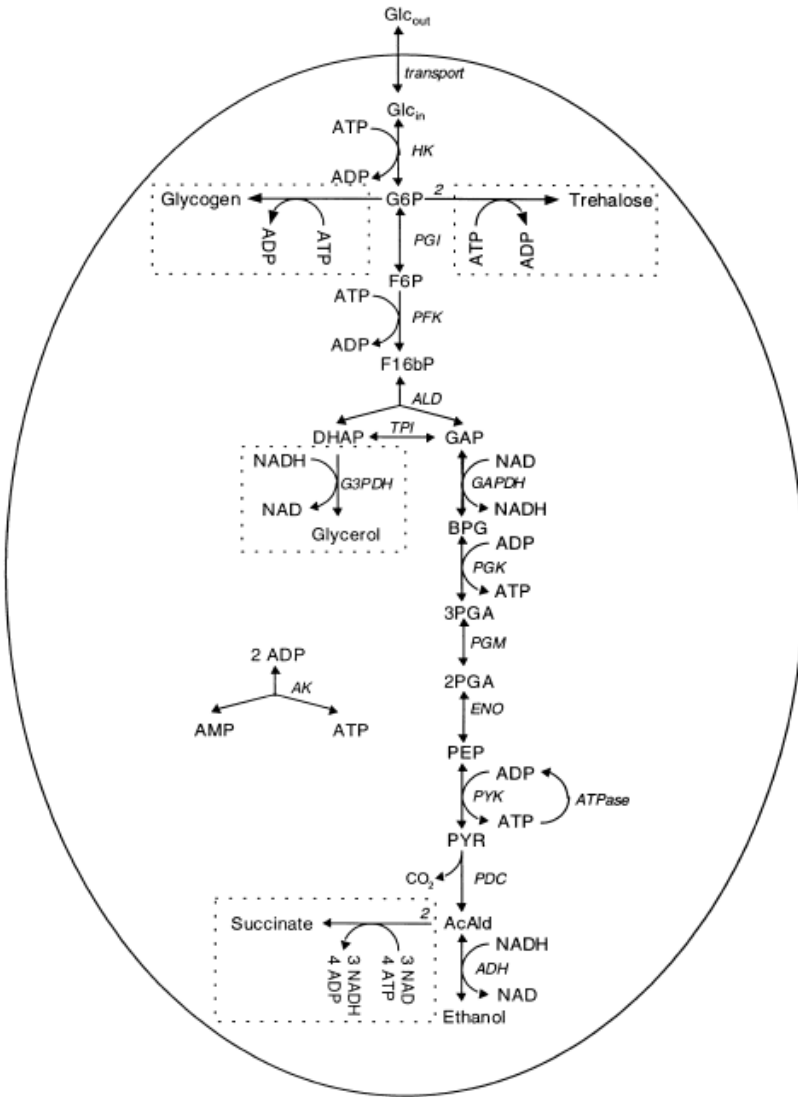 Glc_out
transport
Glc_in
ATP
HK
ADP
Glycogen
G6P
2
Trehalose
ADP
ATP
ATP
ADP
PGI
F6P
ATP
PFK
ADP
F16bP
ALD
DHAP
TPI
GAP
NADH
G3PDH
NAD
Glycerol
NAD
GAPDH
NADH
BPG
ADP
PGK
ATP
3PGA
PGM
2 ADP
AK
AMP
ATP
2PGA
ENO
PEP
ADP
PYK
ATP
ATPase
PYR
CO₂
PDC
Succinate
2
AcAld
3 NADH
4 ADP
3 NAD
4 ATP
NADH
ADH
NAD
Ethanol